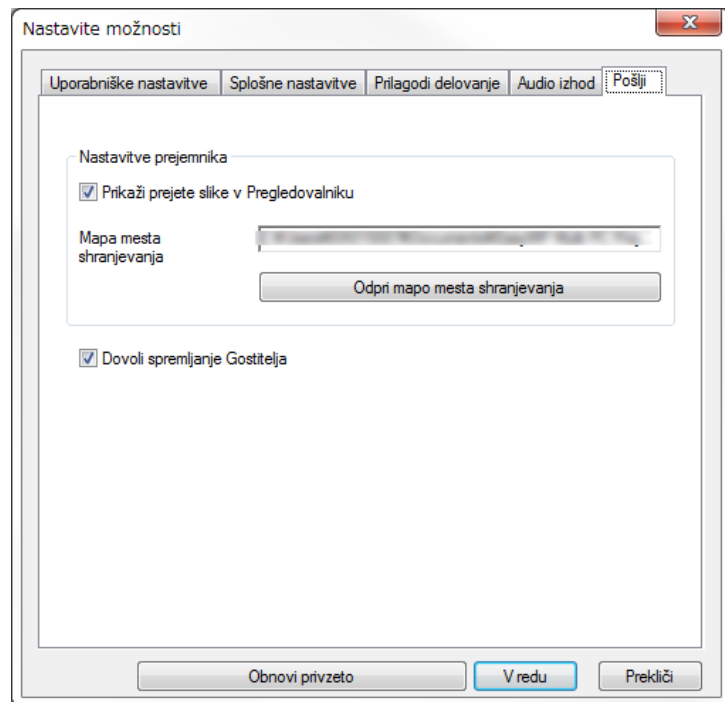 Nastavite možnosti
Uporabniške nastavitve Splošne nastavitve Prilagodi delovanje Audio izhod Pošlji
Nastavitve prejemnika
Prikaži prejete slike v Pregledovalniku
Mapa mesta
shranjevanja
Odpri mapo mesta shranjevanja
Dovoli spremljanje Gostitelja
Obnovi privzeto V redu Prekliči